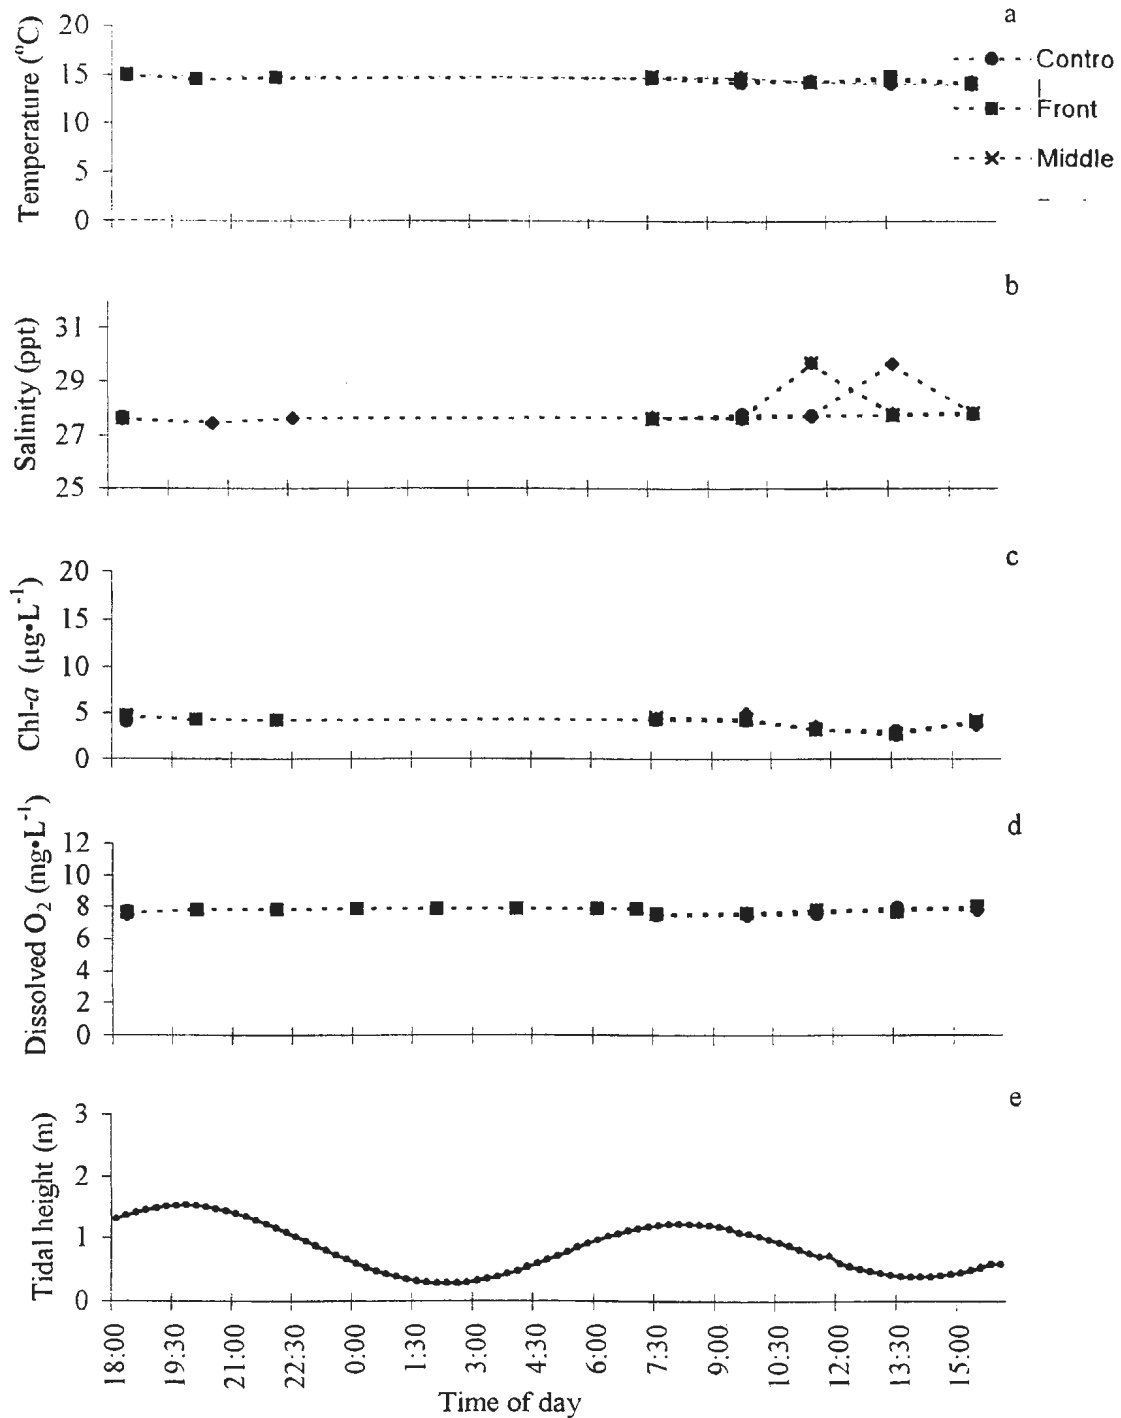 a
20
15
10
5
0
Temperature (°C)
Contro
l
Front
Middle
b
31
29
27
25
Salinity (ppt)
c
20
15
10
5
0
Chl-a (µg•L⁻¹)
d
12
10
8
6
4
2
0
Dissolved O₂ (mg•L⁻¹)
e
3
2
1
0
Tidal height (m)
18:00 19:30 21:00 22:30 0:00 1:30 3:00 4:30 6:00 7:30 9:00 10:30 12:00 13:30 15:00
Time of day